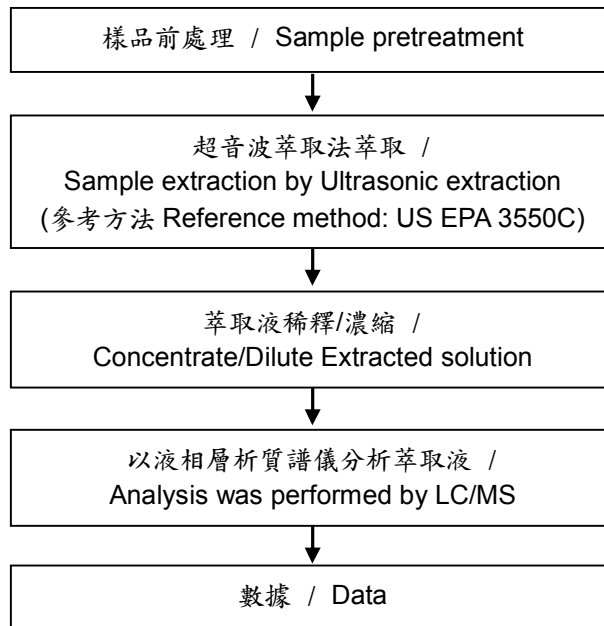 樣品前處理 / Sample pretreatment
超音波萃取法萃取 /
Sample extraction by Ultrasonic extraction
(參考方法 Reference method: US EPA 3550C)
萃取液稀釋/濃縮 /
Concentrate/Dilute Extracted solution
以液相層析質譜儀分析萃取液 /
Analysis was performed by LC/MS
數據 / Data